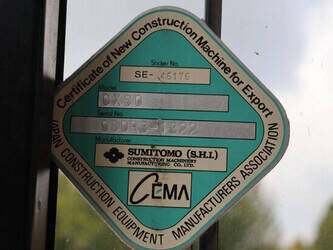 Certificate of New Construction Machine for Export
Sticker No.
SE- 46176
Model
Serial No.
Manufacturer
SUMITOMO (S.H.I.)
CONSTRUCTION MACHINERY
MANUFACTURING CO., LTD.
CEMA
JAPAN CONSTRUCTION EQUIPMENT MANUFACTURERS ASSOCIATION